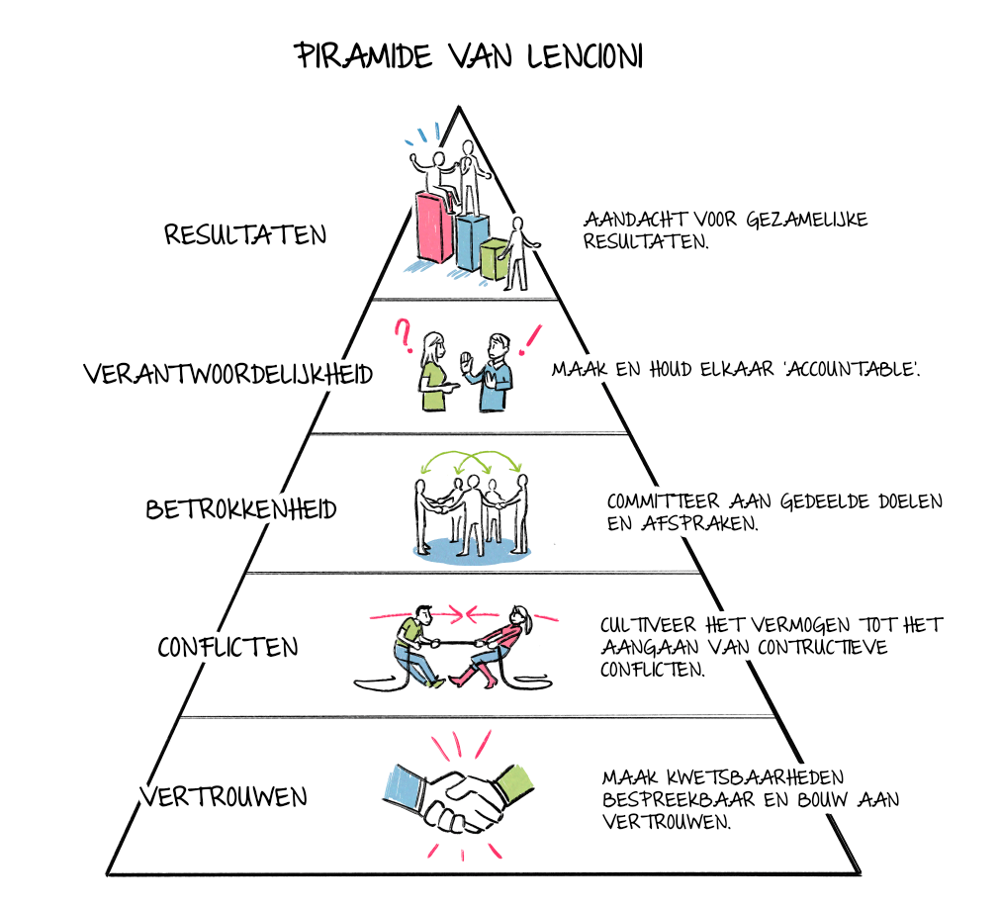 PIRAMIDE VAN LENCIONI
RESULTATEN
AANDACHT VOOR GEZAMELIJKE
RESULTATEN.
?
!
VERANTWOORDELIJKHEID
MAAK EN HOUD ELKAAR 'ACCOUNTABLE'.
BETROKKENHEID
COMMITTEER AAN GEDEELDE DOELEN
EN AFSPRAKEN.
CONFLICTEN
CULTIVEER HET VERMOGEN TOT HET
AANGAAN VAN CONTRUCTIEVE
CONFLICTEN.
VERTROUWEN
MAAK KWETSBAARHEDEN
BESPREEKBAAR EN BOUW AAN
VERTROUWEN.